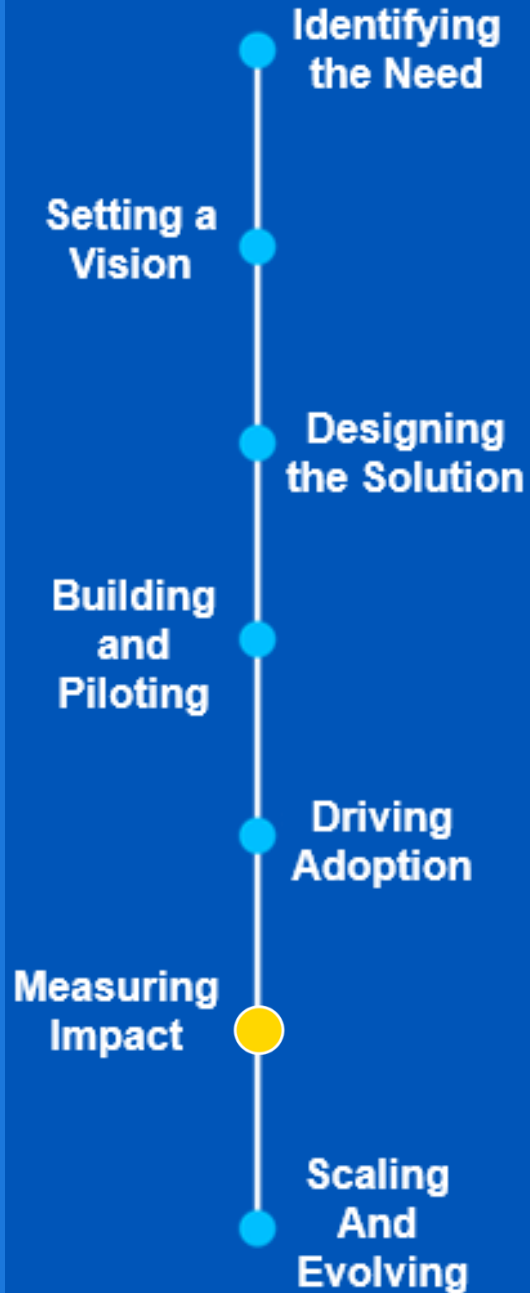 Identifying
the Need
Setting a
Vision
Designing
the Solution
Building
and
Piloting
Driving
Adoption
Measuring
Impact
Scaling
And
Evolving